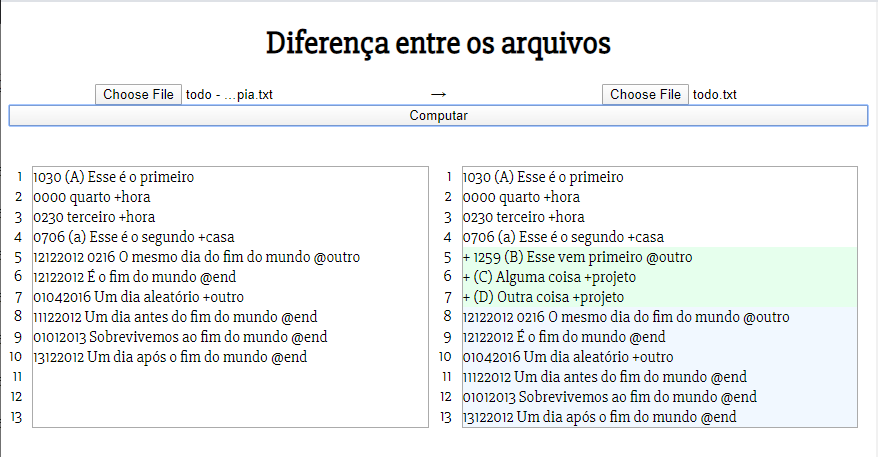 Diferença entre os arquivos
Choose File todo - ...pia.txt → Choose File todo.txt
Computar
1 1030 (A) Esse é o primeiro
2 0000 quarto +hora
3 0230 terceiro +hora
4 0706 (a) Esse é o segundo +casa
5 12122012 0216 O mesmo dia do fim do mundo @outro
6 12122012 É o fim do mundo @end
7 01042016 Um dia aleatório +outro
8 11122012 Um dia antes do fim do mundo @end
9 01012013 Sobrevivemos ao fim do mundo @end
10 13122012 Um dia após o fim do mundo @end
11
12
13
1 1030 (A) Esse é o primeiro
2 0000 quarto +hora
3 0230 terceiro +hora
4 0706 (a) Esse é o segundo +casa
5 + 1259 (B) Esse vem primeiro @outro
6 + (C) Alguma coisa +projeto
7 + (D) Outra coisa +projeto
8 12122012 0216 O mesmo dia do fim do mundo @outro
9 12122012 É o fim do mundo @end
10 01042016 Um dia aleatório +outro
11 11122012 Um dia antes do fim do mundo @end
12 01012013 Sobrevivemos ao fim do mundo @end
13 13122012 Um dia após o fim do mundo @end